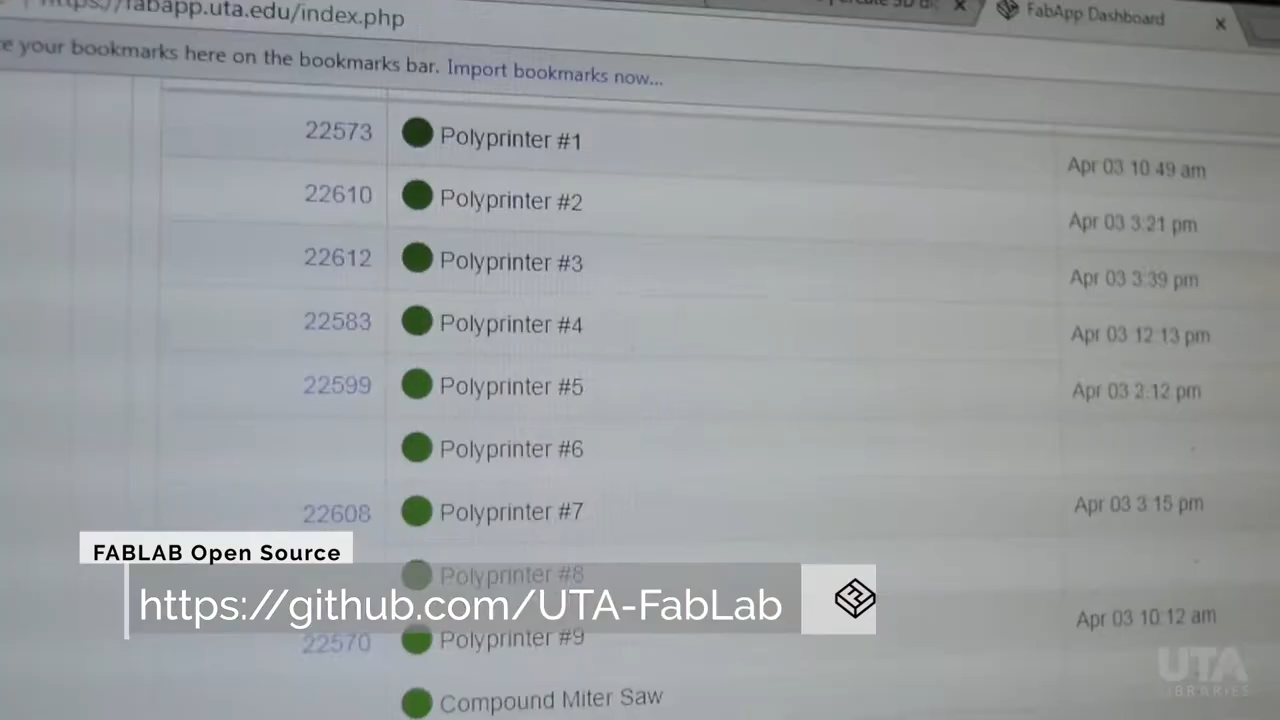 https://fabapp.uta.edu/index.php
FabApp Dashboard
your bookmarks here on the bookmarks bar. Import bookmarks now...
22573 Polyprinter #1 Apr 03 10:49 am
22610 Polyprinter #2 Apr 03 3:21 pm
22612 Polyprinter #3 Apr 03 3:39 pm
22583 Polyprinter #4 Apr 03 12:13 pm
22599 Polyprinter #5 Apr 03 2:12 pm
Polyprinter #6
22608 Polyprinter #7 Apr 03 3:15 pm
FABLAB Open Source
Polyprinter #8
https://github.com/UTA-FabLab
22570 Polyprinter #9 Apr 03 10:12 am
Compound Miter Saw
UTA
LIBRARIES